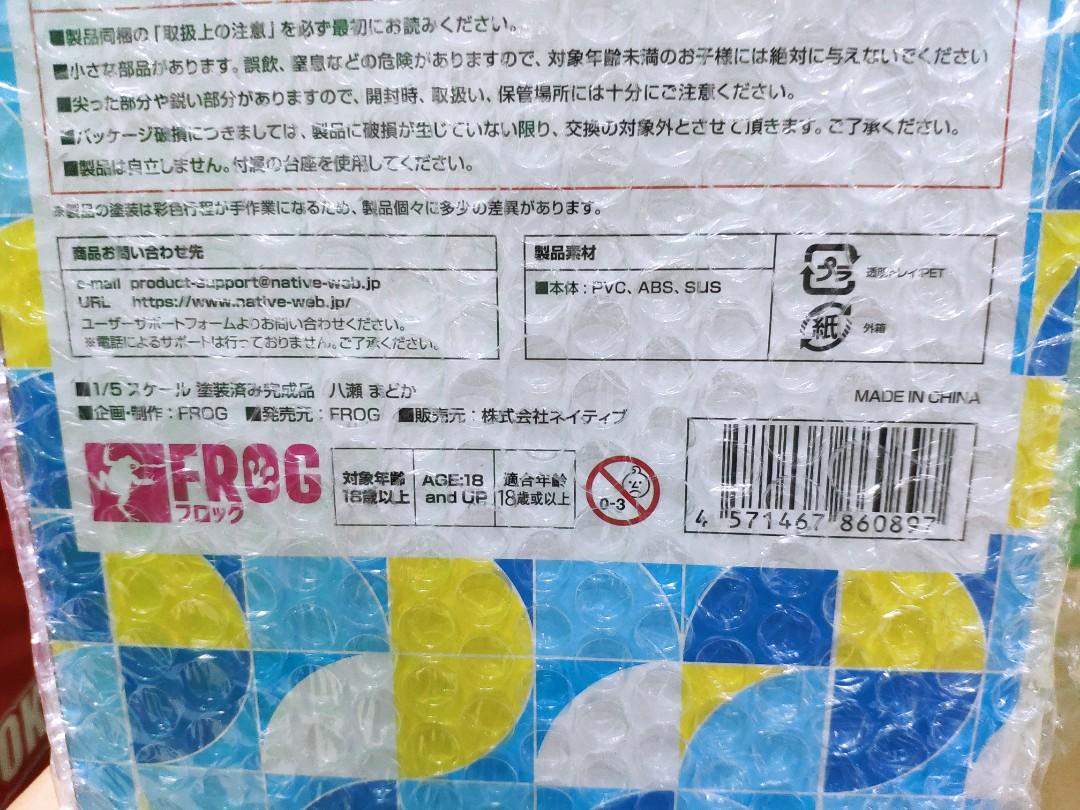 ■製品同梱の「取扱上の注意」を必ず最初にお読みください。
■小さな部品があります。誤飲、窒息などの危険がありますので、対象年齢未満のお子様には絶対に与えないでください
■尖った部分や鋭い部分がありますので、開封時、取扱い、保管場所には十分にご注意ください。
■パッケージ破損につきましては、製品に破損が生じていない限り、交換の対象外とさせて頂きます。ご了承ください。
■製品は自立しません。付属の台座を使用してください。
※製品の塗装は彩色行程が手作業になるため、製品個々に多少の差異があります。
商品お問い合わせ先
e-mail product-support@native-web.jp
URL https://www.native-web.jp/
ユーザーサポートフォームよりお問い合わせください。
※電話によるサポートは行っておりません。ご了承ください。
製品素材
■本体：PVC、ABS、SUS
プラ
透明トレイ:PET
紙
外箱
■1/5スケール 塗装済み完成品 八瀬 まどか
■企画・制作：FROG ■発売元：FROG ■販売元：株式会社ネイティブ
MADE IN CHINA
FROG
フロッグ
対象年齢
18歳以上
AGE:18
and UP
適合年齢
18歳或以上
0-3
4 571467 860897
OK